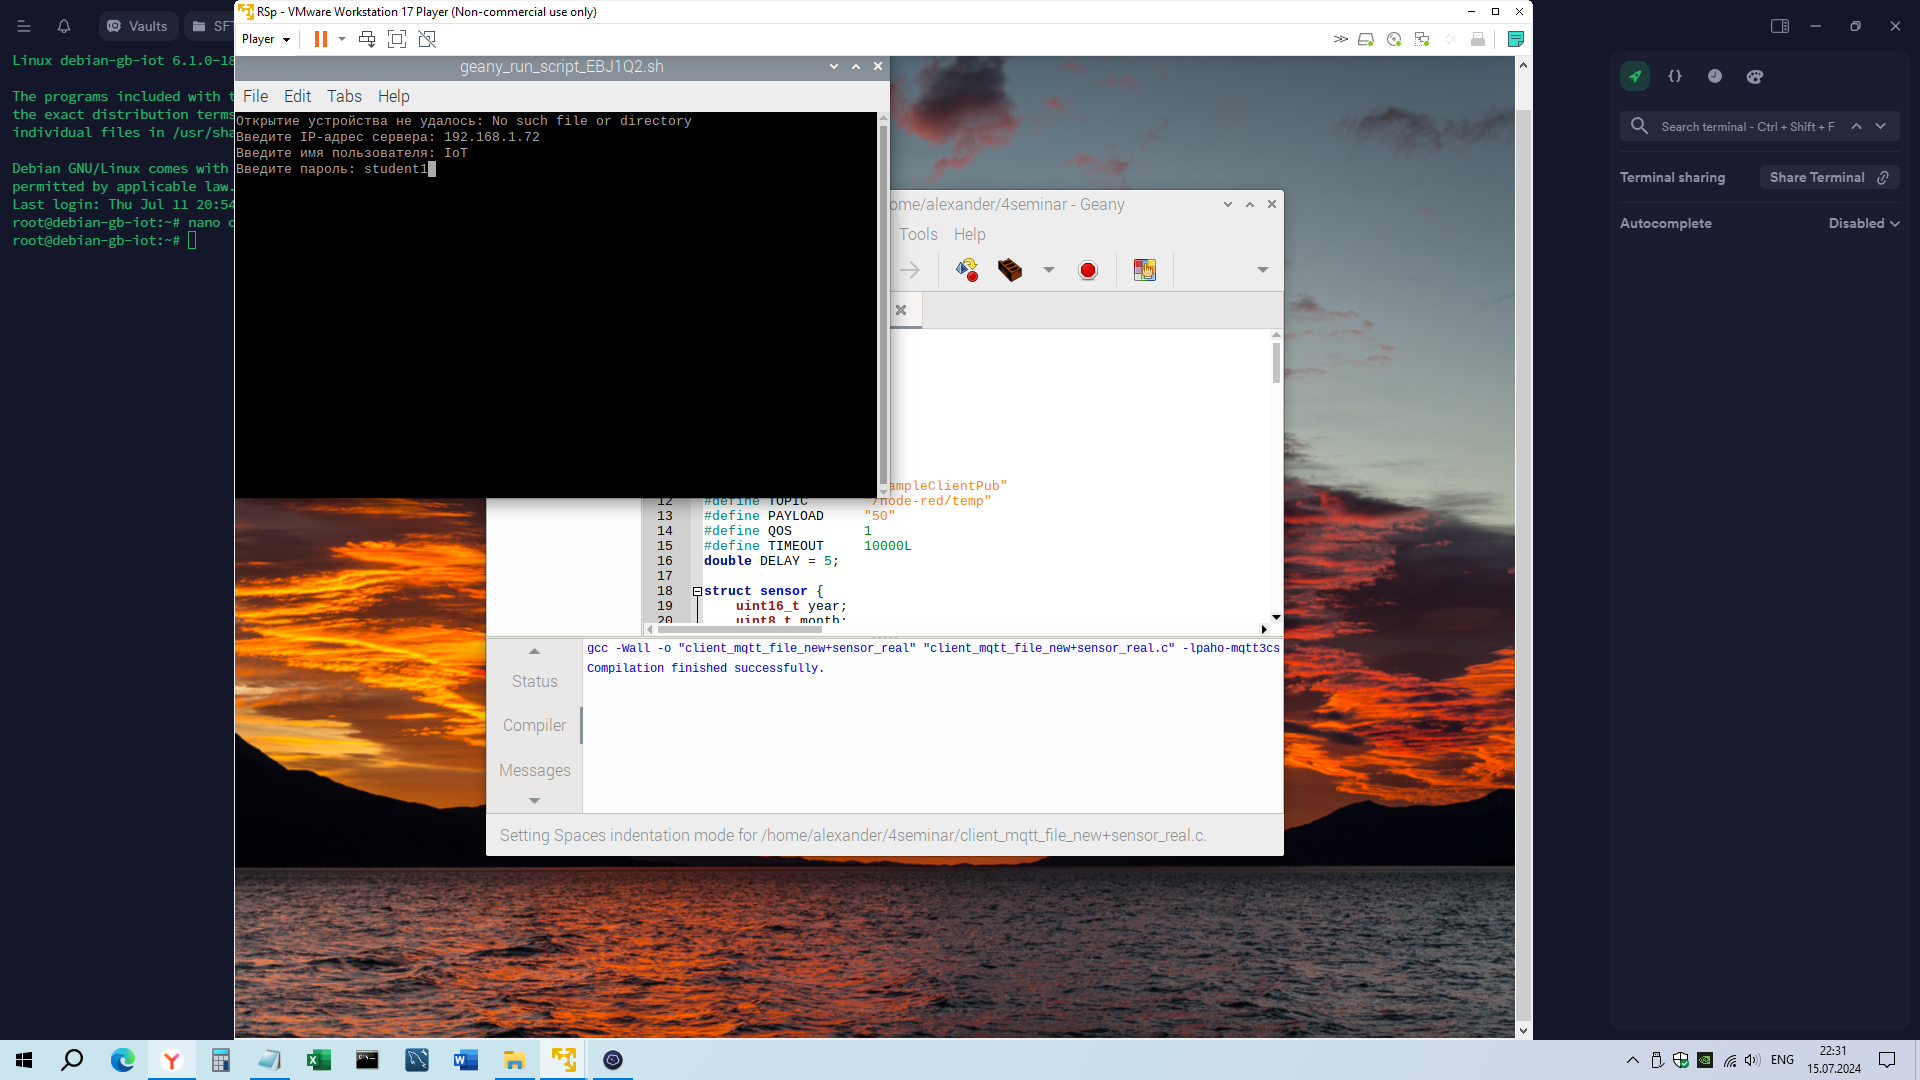 Vaults
SFT
Linux debian-gb-iot 6.1.0-18
The programs included with t
the exact distribution terms
individual files in /usr/sha
Debian GNU/Linux comes with
permitted by applicable law.
Last login: Thu Jul 11 20:54
root@debian-gb-iot:~# nano c
root@debian-gb-iot:~#
RSp - VMware Workstation 17 Player (Non-commercial use only)
Player
geany_run_script_EBJ1Q2.sh
File Edit Tabs Help
Открытие устройства не удалось: No such file or directory
Введите IP-адрес сервера: 192.168.1.72
Введите имя пользователя: IoT
Введите пароль: student1
ome/alexander/4seminar - Geany
Tools Help
ampleClientPub"
12 #define TOPIC "/node-red/temp"
13 #define PAYLOAD "50"
14 #define QOS 1
15 #define TIMEOUT 10000L
16 double DELAY = 5;
17
18 struct sensor {
19 uint16_t year;
20 uint8_t month;
gcc -Wall -o "client_mqtt_file_new+sensor_real" "client_mqtt_file_new+sensor_real.c" -lpaho-mqtt3cs
Compilation finished successfully.
Status
Compiler
Messages
Setting Spaces indentation mode for /home/alexander/4seminar/client_mqtt_file_new+sensor_real.c.
Search terminal - Ctrl + Shift + F
Terminal sharing
Share Terminal
Autocomplete
Disabled
ENG
22:31
15.07.2024